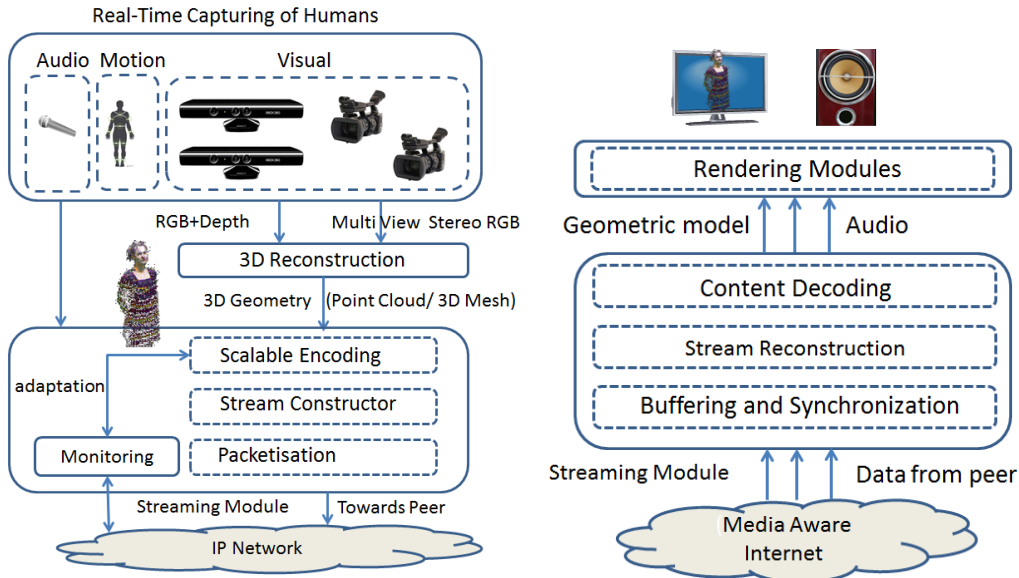 Real-Time Capturing of Humans
Audio
Motion
Visual
RGB+Depth
Multi View Stereo RGB
3D Reconstruction
3D Geometry (Point Cloud/ 3D Mesh)
Scalable Encoding
adaptation
Stream Constructor
Monitoring
Packetisation
Streaming Module
Towards Peer
IP Network
Rendering Modules
Geometric model
Audio
Content Decoding
Stream Reconstruction
Buffering and Synchronization
Streaming Module
Data from peer
Media Aware
Internet